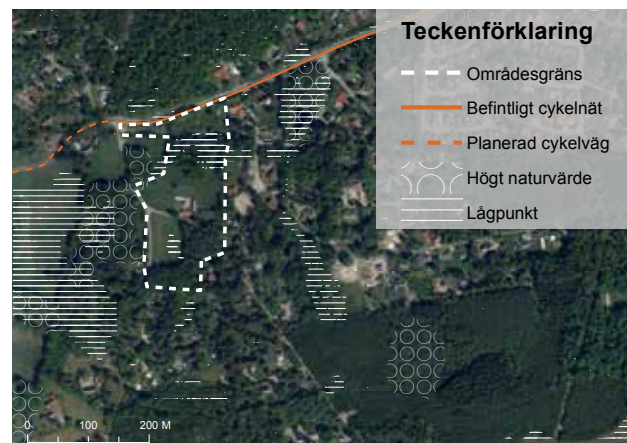 Teckenförklaring
Områdesgräns
Befintligt cykelnät
Planerad cykelväg
Högt naturvärde
Lågpunkt
0 100 200 M